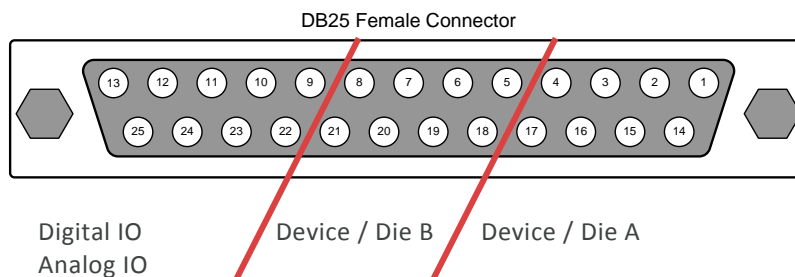 DB25 Female Connector
13 12 11 10 9 8 7 6 5 4 3 2 1
25 24 23 22 21 20 19 18 17 16 15 14
Digital IO Device / Die B Device / Die A
Analog IO